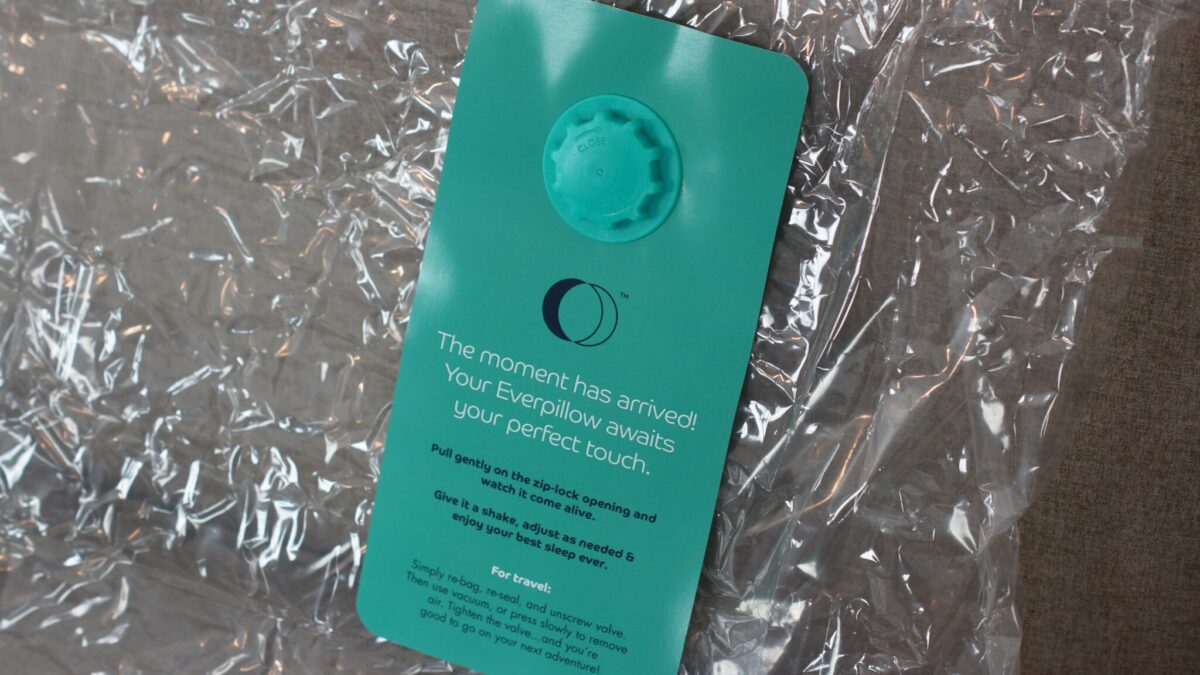 CLOSE
TM
The moment has arrived!
Your Everpillow awaits
your perfect touch.
Pull gently on the zip-lock opening and
watch it come alive.
Give it a shake, adjust as needed &
enjoy your best sleep ever.
For travel:
Simply re-bag, re-seal, and unscrew valve.
Then use vacuum, or press slowly to remove
air. Tighten the valve...and you're
good to go on your next adventure!